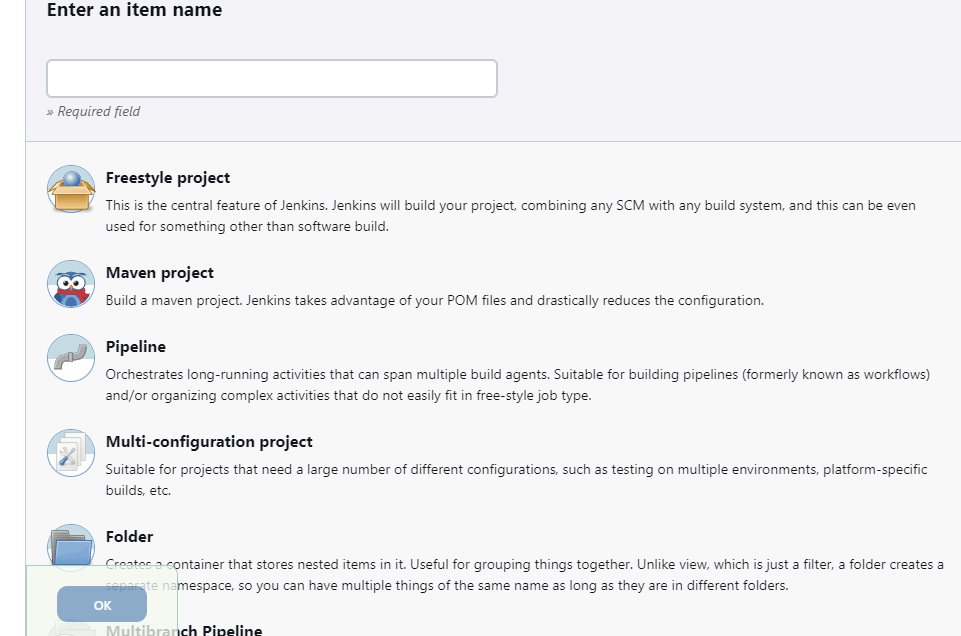 Enter an item name
» Required field
Freestyle project
This is the central feature of Jenkins. Jenkins will build your project, combining any SCM with any build system, and this can be even
used for something other than software build.
Maven project
Build a maven project. Jenkins takes advantage of your POM files and drastically reduces the configuration.
Pipeline
Orchestrates long-running activities that can span multiple build agents. Suitable for building pipelines (formerly known as workflows)
and/or organizing complex activities that do not easily fit in free-style job type.
Multi-configuration project
Suitable for projects that need a large number of different configurations, such as testing on multiple environments, platform-specific
builds, etc.
Folder
Creates a container that stores nested items in it. Useful for grouping things together. Unlike view, which is just a filter, a folder creates a
separate namespace, so you can have multiple things of the same name as long as they are in different folders.
OK
Multibranch Pipeline